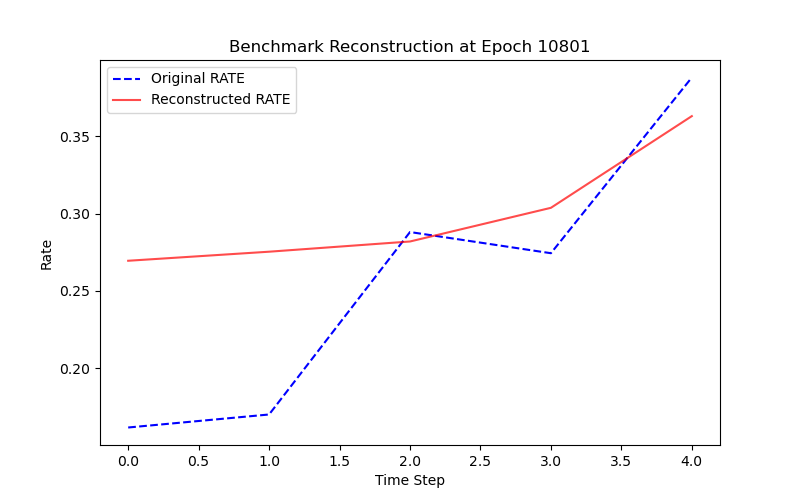 Benchmark Reconstruction at Epoch 10801
Original RATE
Reconstructed RATE
0.35
0.30
0.25
0.20
Rate
0.0 0.5 1.0 1.5 2.0 2.5 3.0 3.5 4.0
Time Step